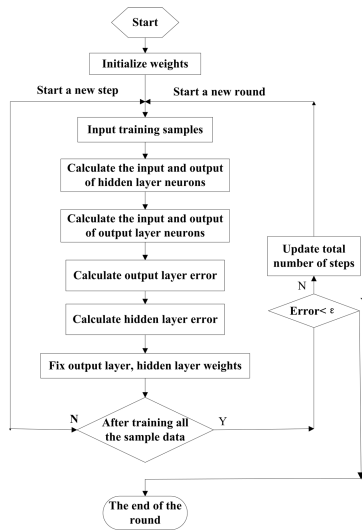 Start
Initialize weights
Start a new step
Start a new round
Input training samples
Calculate the input and output
of hidden layer neurons
Calculate the input and output
of output layer neurons
Calculate output layer error
Calculate hidden layer error
Fix output layer, hidden layer weights
Update total
number of steps
N
Error< ε
N
After training all
the sample data
Y
The end of the
round